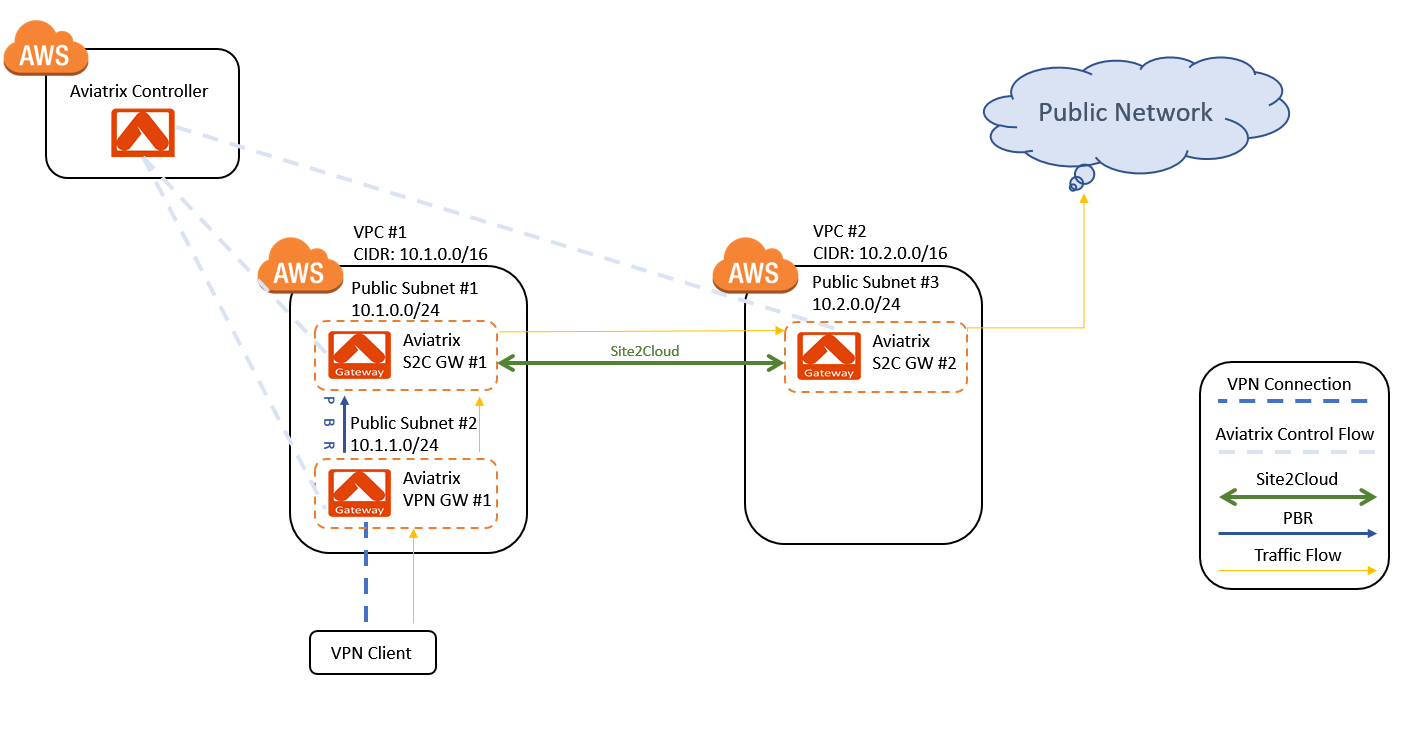 AWS
Aviatrix Controller
Public Network
VPC #1
CIDR: 10.1.0.0/16
AWS
Public Subnet #1
10.1.0.0/24
Aviatrix
S2C GW #1
Gateway
P B R
Public Subnet #2
10.1.1.0/24
Aviatrix
VPN GW #1
Gateway
VPN Client
Site2Cloud
VPC #2
CIDR: 10.2.0.0/16
AWS
Public Subnet #3
10.2.0.0/24
Aviatrix
S2C GW #2
Gateway
VPN Connection
Aviatrix Control Flow
Site2Cloud
PBR
Traffic Flow